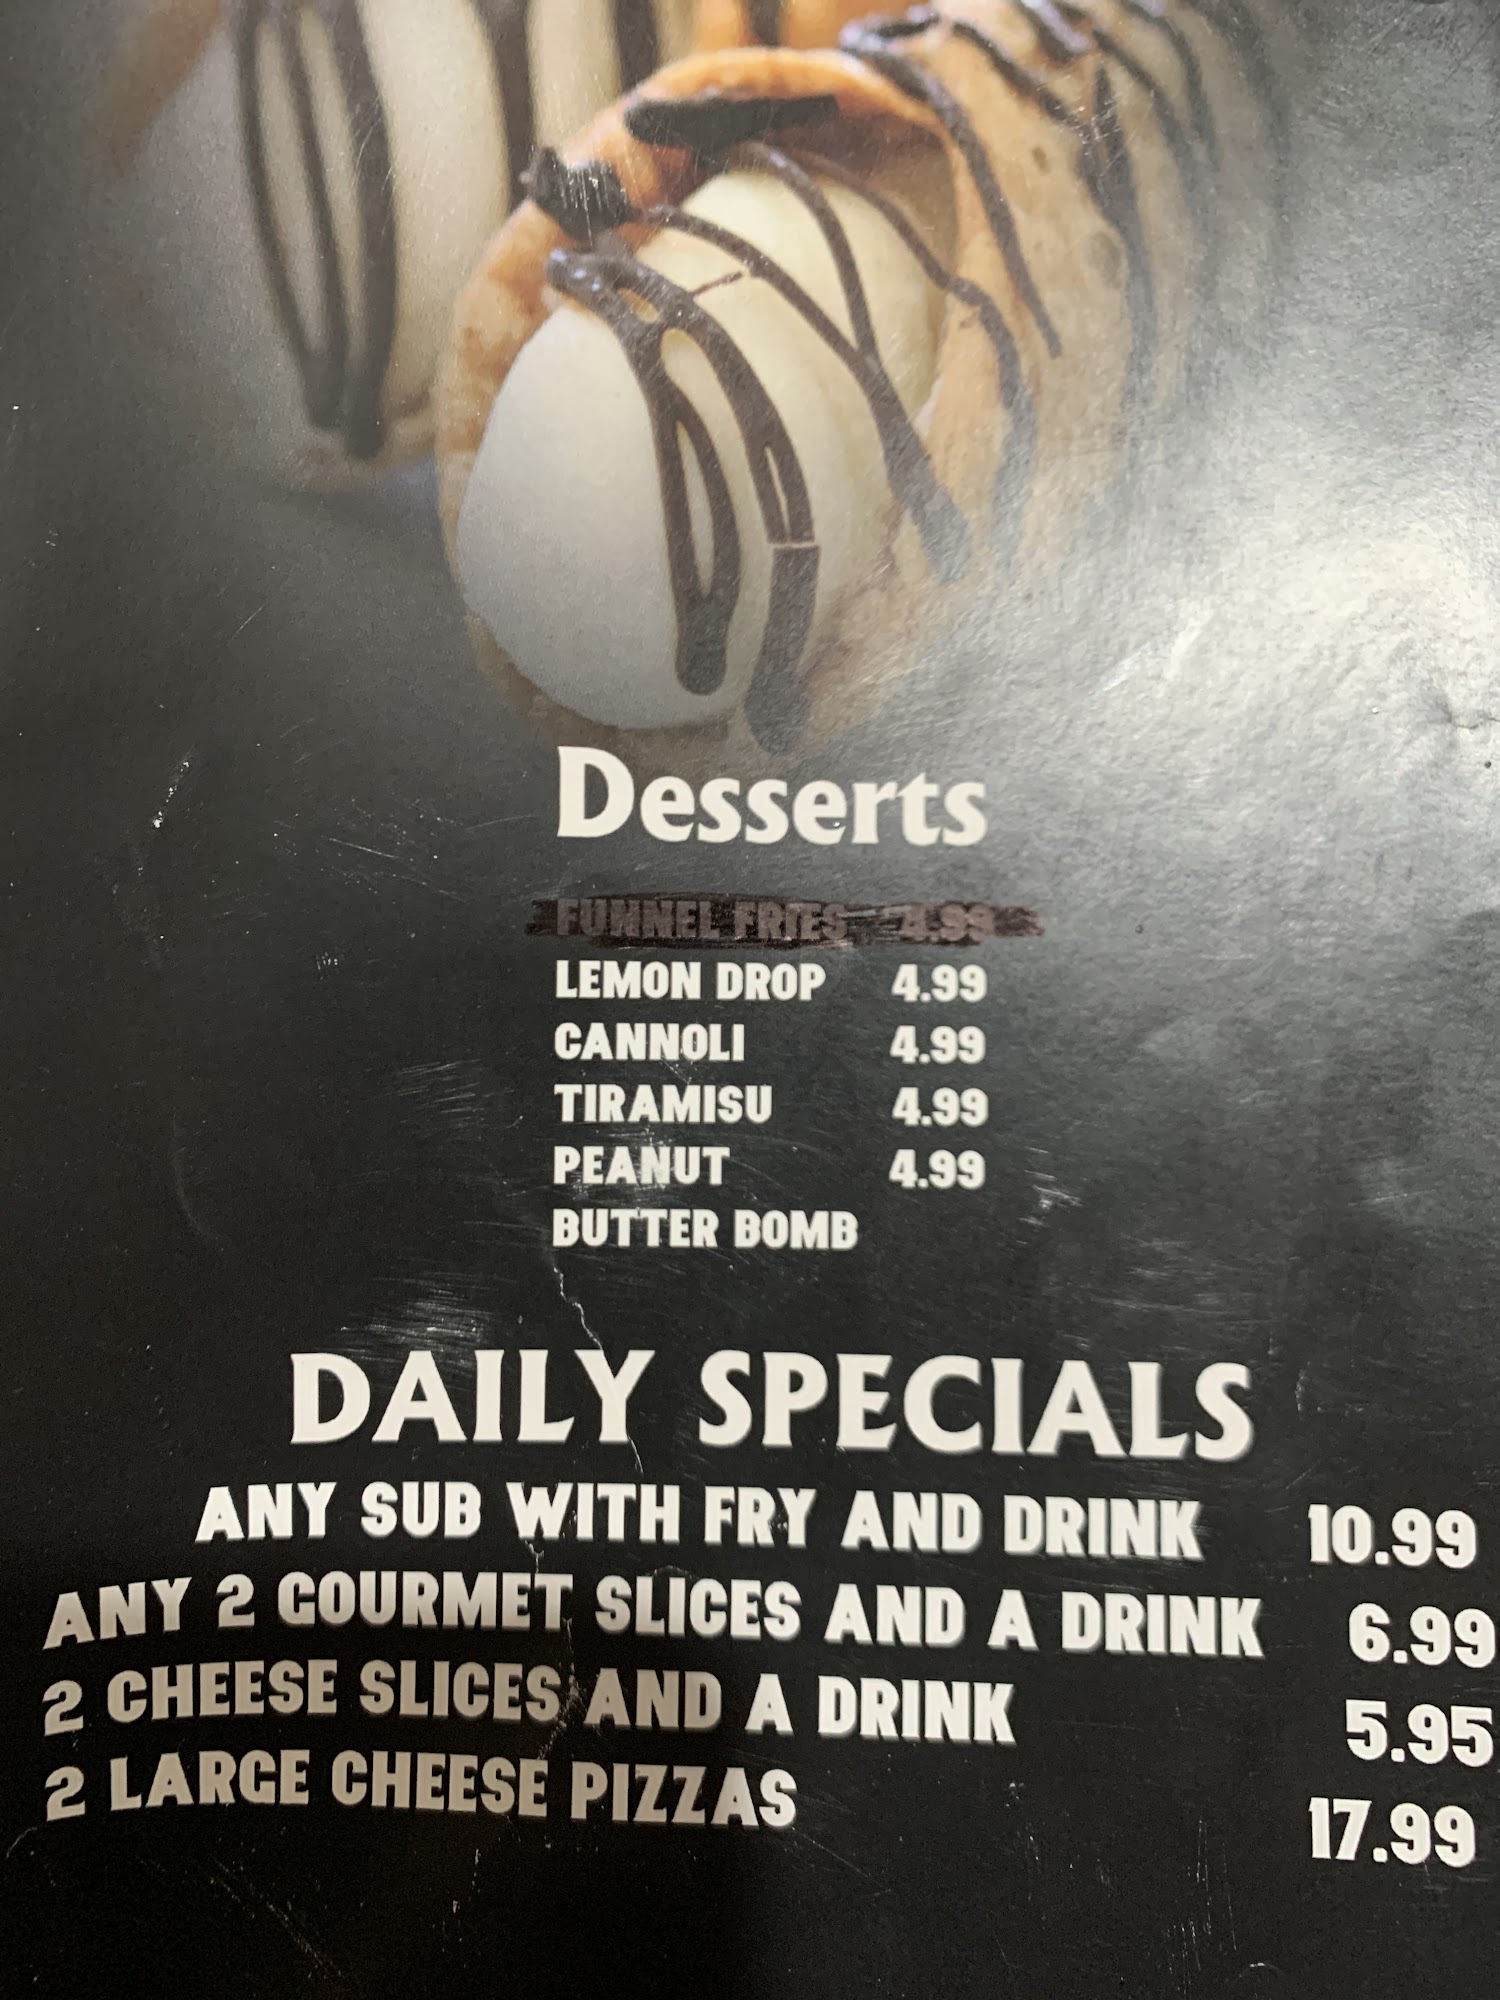 Desserts
FUNNEL FRIES 4.99
LEMON DROP 4.99
CANNOLI 4.99
TIRAMISU 4.99
PEANUT 4.99
BUTTER BOMB
DAILY SPECIALS
ANY SUB WITH FRY AND DRINK 10.99
ANY 2 GOURMET SLICES AND A DRINK 6.99
2 CHEESE SLICES AND A DRINK 5.95
2 LARGE CHEESE PIZZAS 17.99